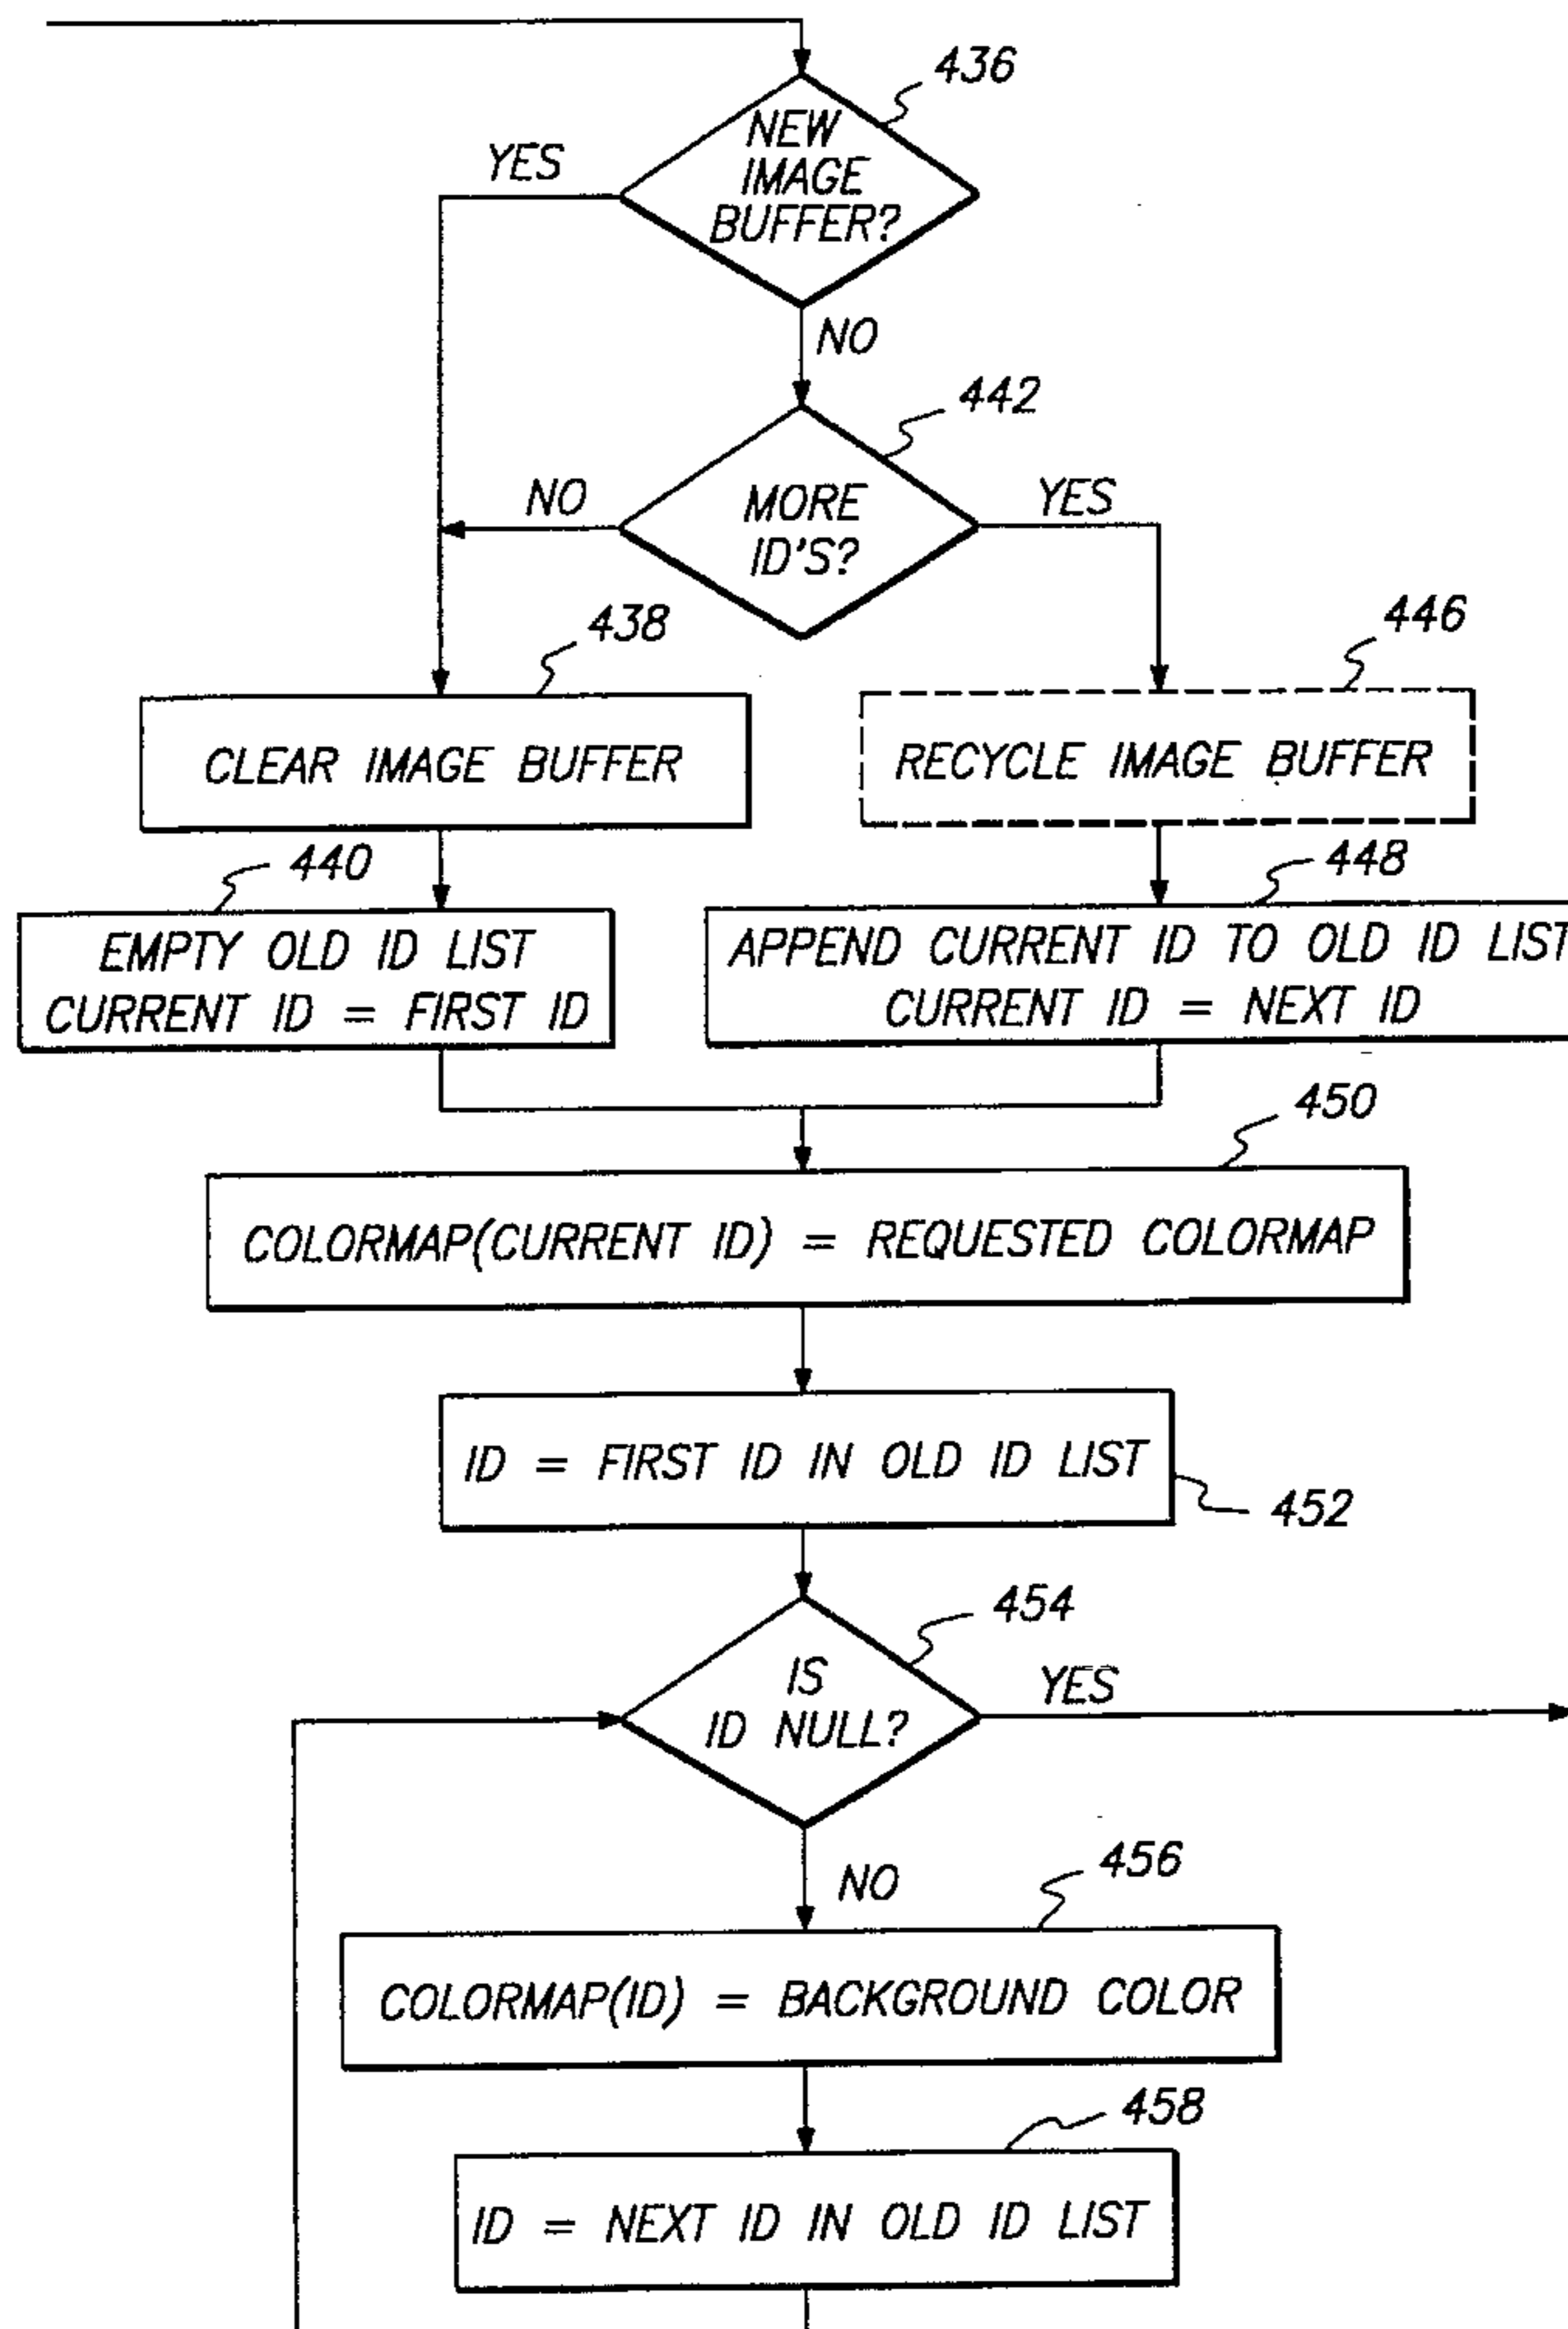 436
NEW
IMAGE
BUFFER?
YES
NO
442
MORE
ID'S?
NO
YES
438
446
CLEAR IMAGE BUFFER
RECYCLE IMAGE BUFFER
440
448
EMPTY OLD ID LIST
CURRENT ID = FIRST ID
APPEND CURRENT ID TO OLD ID LIST
CURRENT ID = NEXT ID
450
COLORMAP(CURRENT ID) = REQUESTED COLORMAP
ID = FIRST ID IN OLD ID LIST
452
454
IS
ID NULL?
YES
NO
456
COLORMAP(ID) = BACKGROUND COLOR
458
ID = NEXT ID IN OLD ID LIST